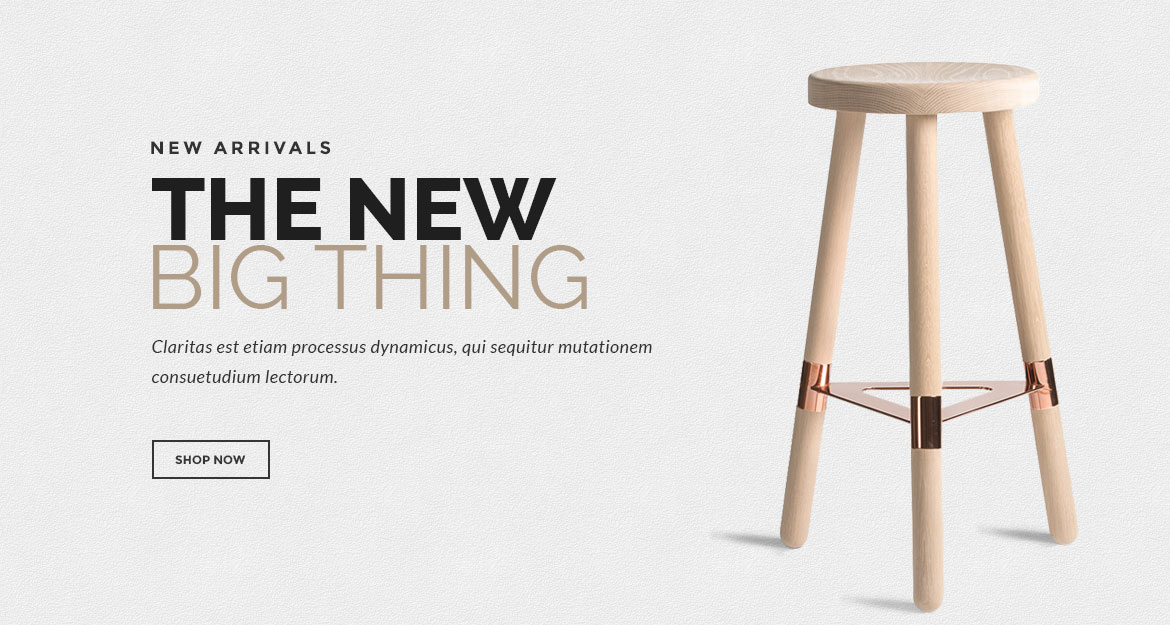 NEW ARRIVALS
THE NEW
BIG THING
Claritas est etiam processus dynamicus, qui sequitur mutationem
consuetudium lectorum.
SHOP NOW